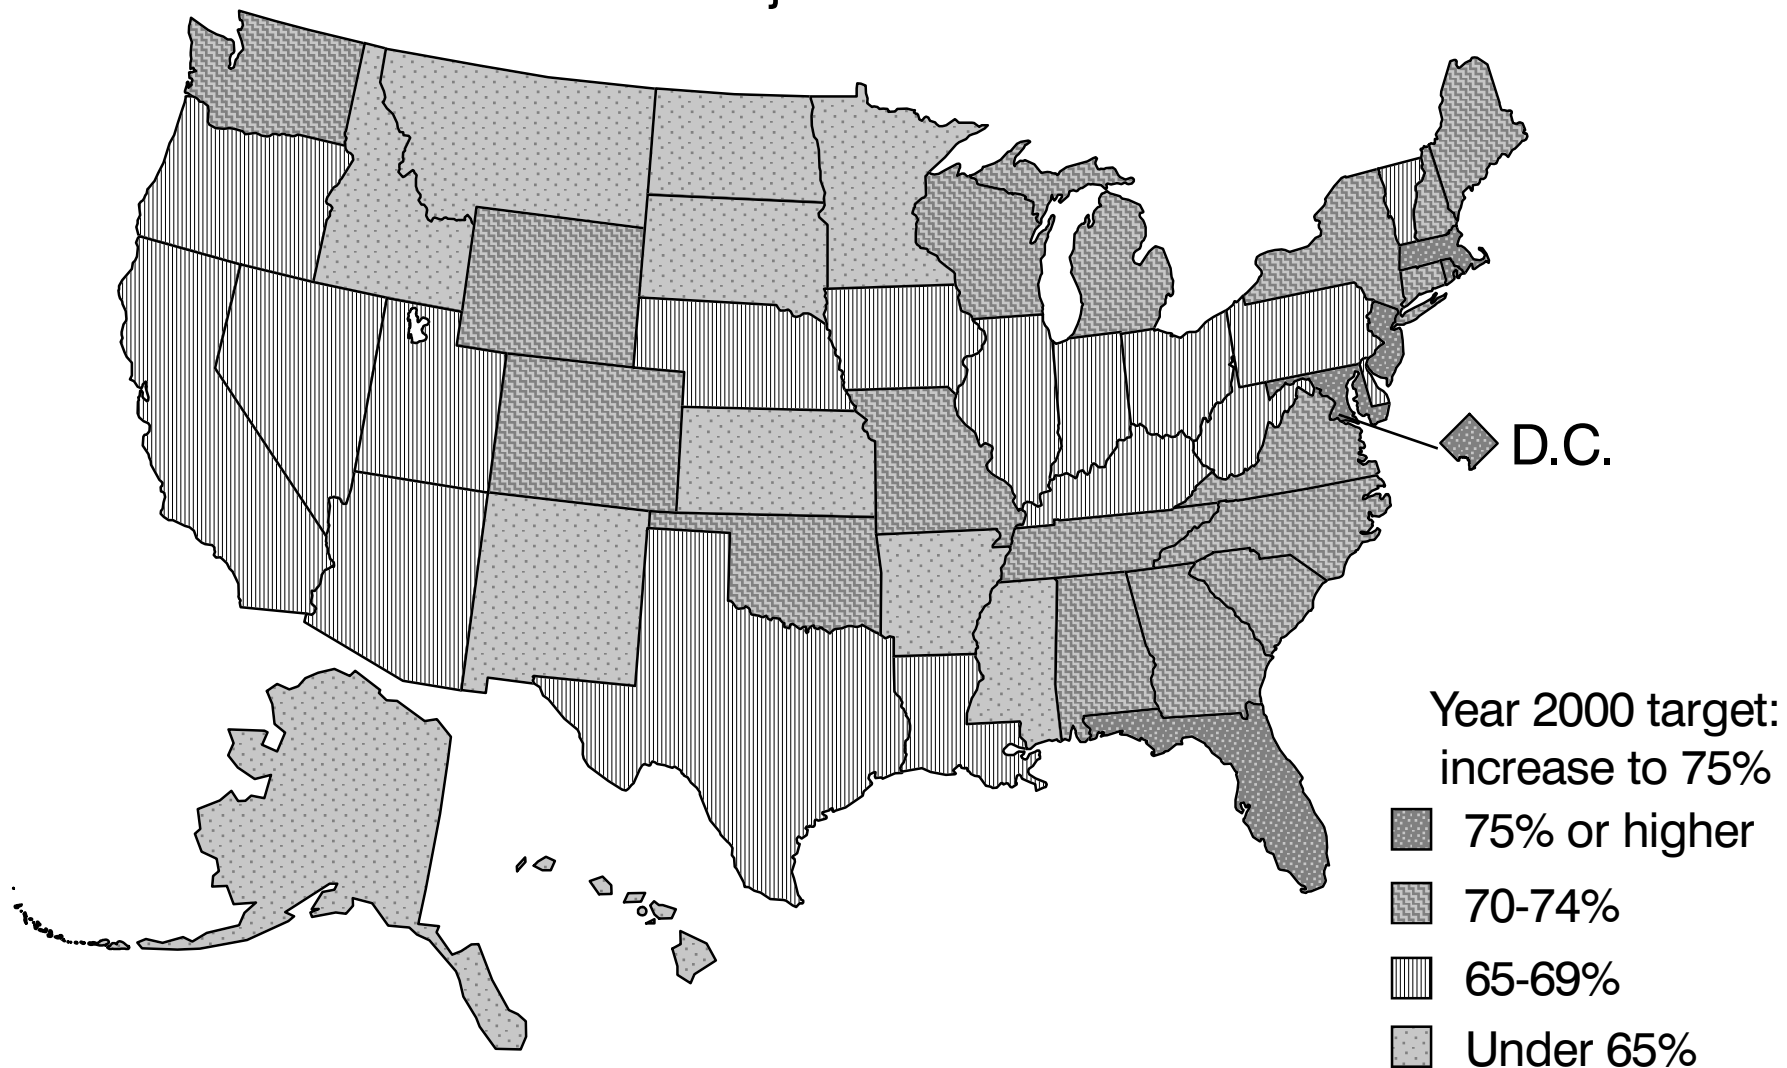 D.C.
Year 2000 target:
increase to 75%
75% or higher
70-74%
65-69%
Under 65%